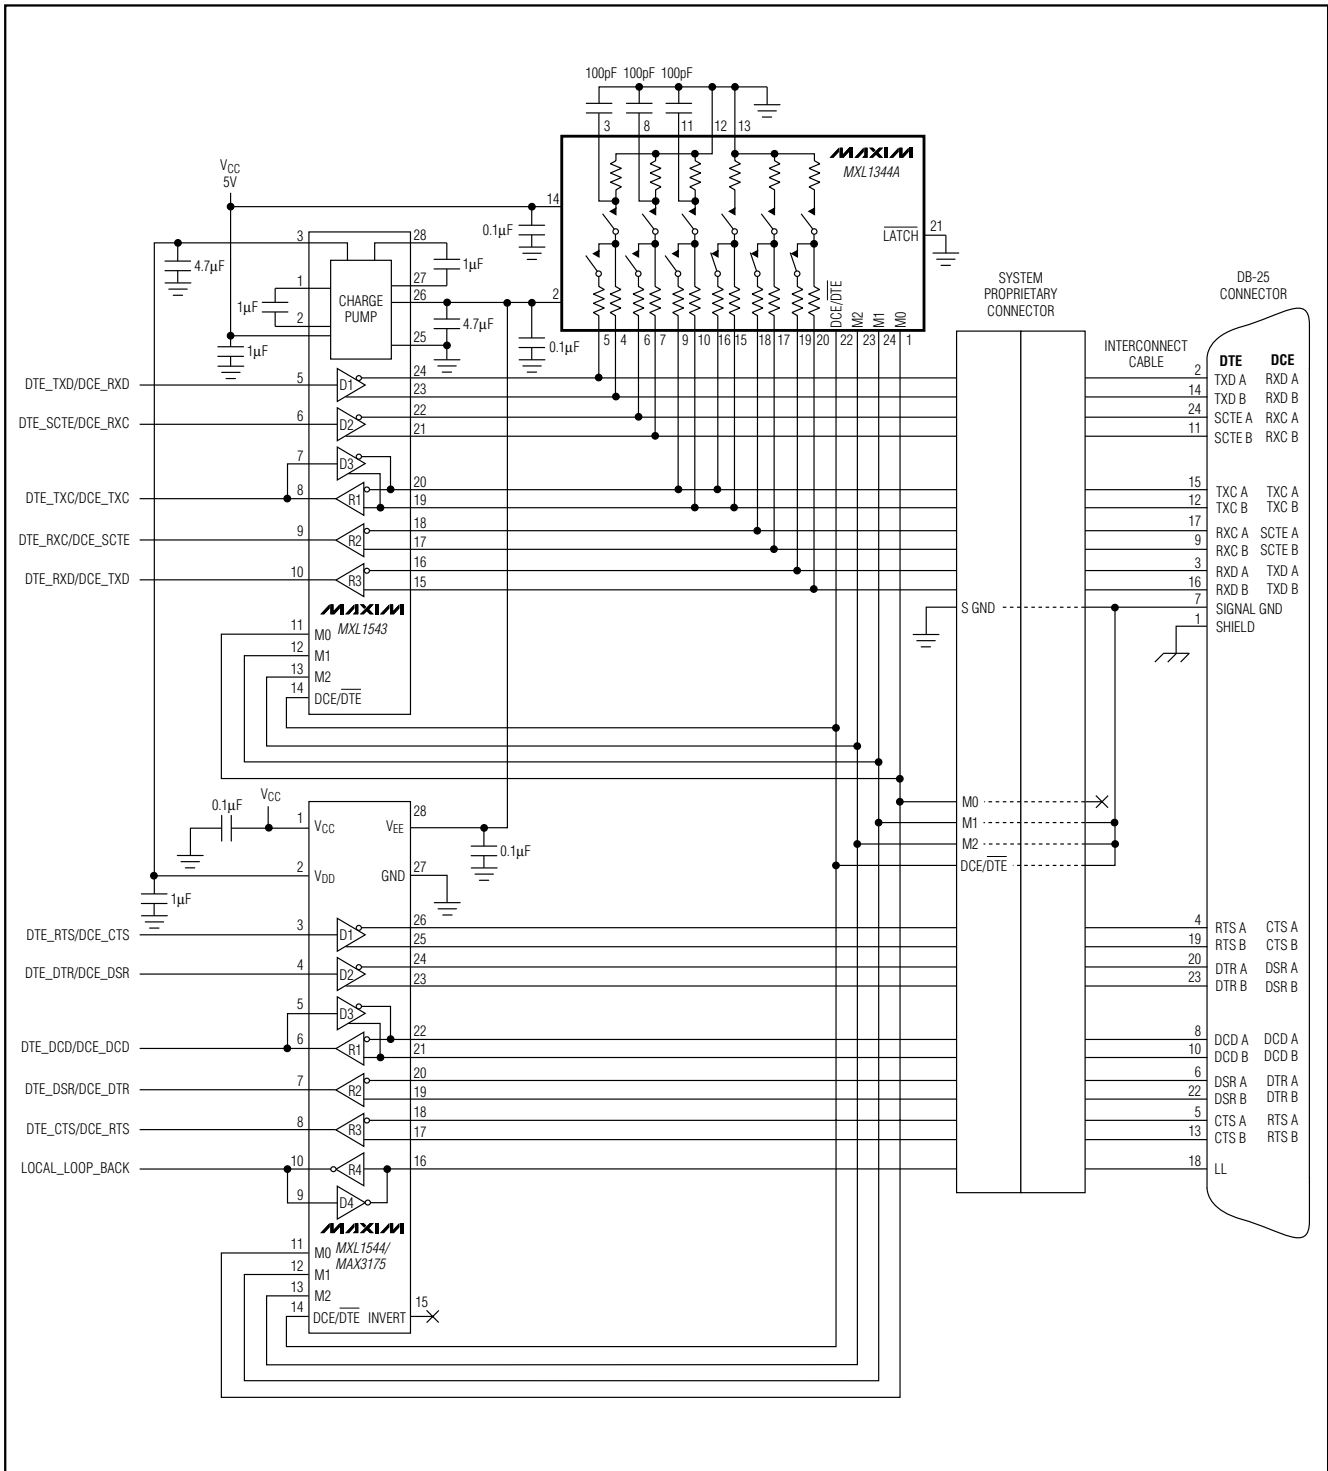 100pF 100pF 100pF
3 8 11 12 13
MAXIM
MXL1344A
VCC
5V
14
0.1µF
LATCH
21
3
28
4.7µF
1µF
1
27
26
2
CHARGE
PUMP
1µF
2
4.7µF
25
1µF
0.1µF
DCE/DTE
M2
M1
M0
5 4 6 7 9 10 16 15 18 17 19 20 22 23 24 1
SYSTEM
PROPRIETARY
CONNECTOR
DB-25
CONNECTOR
INTERCONNECT
CABLE
DTE DCE
DTE_TXD/DCE_RXD 5 D1 24 2 TXD A RXD A
23 14 TXD B RXD B
DTE_SCTE/DCE_RXC 6 D2 22 24 SCTE A RXC A
21 11 SCTE B RXC B
7 D3
DTE_TXC/DCE_TXC 8 R1 20 15 TXC A TXC A
19 12 TXC B TXC B
DTE_RXC/DCE_SCTE 9 R2 18 17 RXC A SCTE A
17 9 RXC B SCTE B
DTE_RXD/DCE_TXD 10 R3 16 3 RXD A TXD A
15 16 RXD B TXD B
S GND 7 SIGNAL GND
1 SHIELD
MAXIM
MXL1543
11 M0
12 M1
13 M2
14 DCE/DTE
M0
M1
M2
DCE/DTE
0.1µF
VCC
1 VCC VEE 28
0.1µF
2 VDD GND 27
1µF
DTE_RTS/DCE_CTS 3 D1 26 4 RTS A CTS A
25 19 RTS B CTS B
DTE_DTR/DCE_DSR 4 D2 24 20 DTR A DSR A
23 23 DTR B DSR B
5 D3
DTE_DCD/DCE_DCD 6 R1 22 8 DCD A DCD A
21 10 DCD B DCD B
DTE_DSR/DCE_DTR 7 R2 20 6 DSR A DTR A
19 22 DSR B DTR B
DTE_CTS/DCE_RTS 8 R3 18 5 CTS A RTS A
17 13 CTS B RTS B
LOCAL_LOOP_BACK 10 R4 16 18 LL
9 D4
MAXIM
MXL1544/
MAX3175
11 M0
12 M1
13 M2
14 DCE/DTE INVERT 15